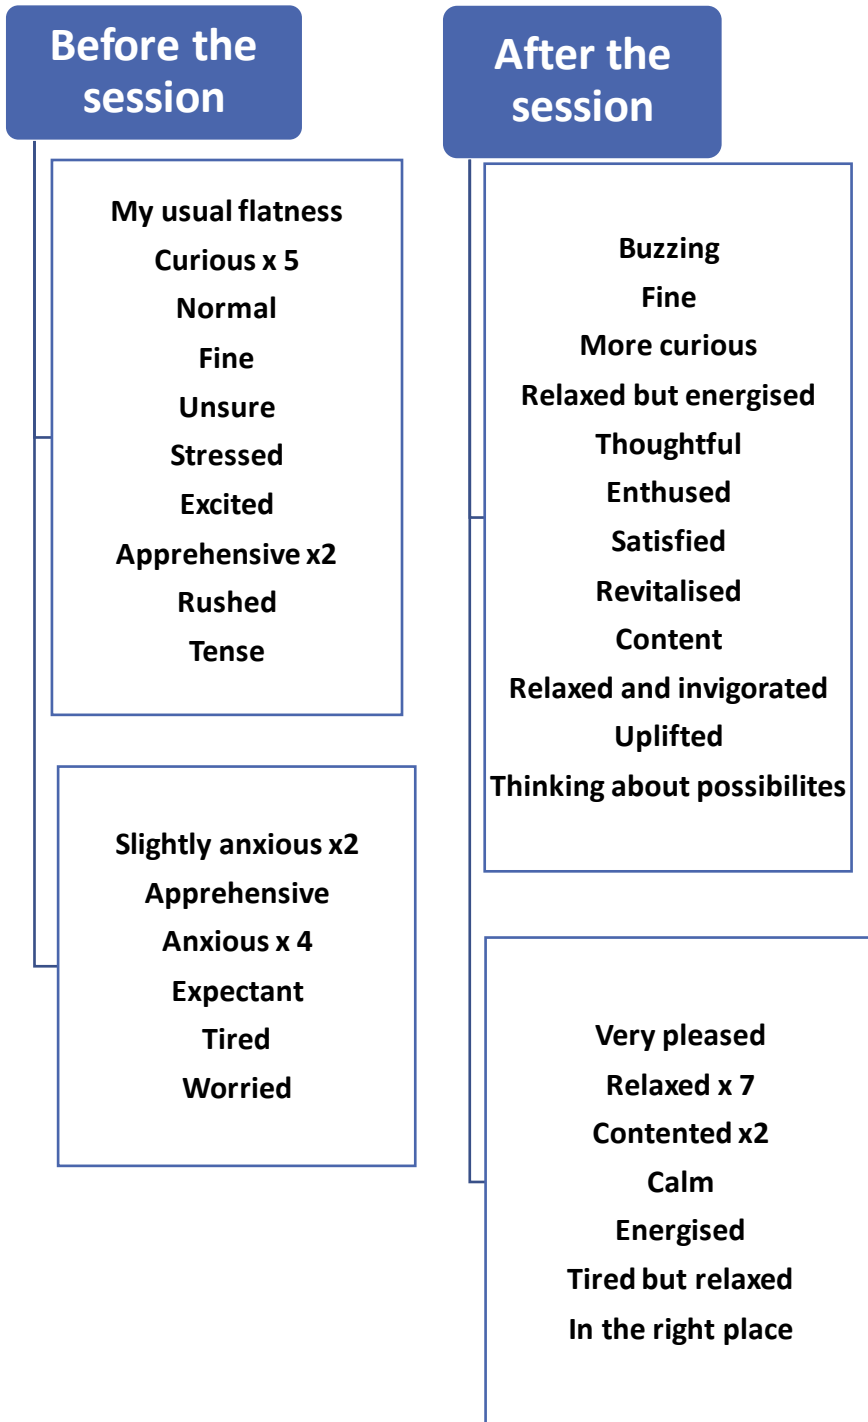 Before the
session
My usual flatness
Curious x 5
Normal
Fine
Unsure
Stressed
Excited
Apprehensive x2
Rushed
Tense
Slightly anxious x2
Apprehensive
Anxious x 4
Expectant
Tired
Worried
After the
session
Buzzing
Fine
More curious
Relaxed but energised
Thoughtful
Enthused
Satisfied
Revitalised
Content
Relaxed and invigorated
Uplifted
Thinking about possibilites
Very pleased
Relaxed x 7
Contented x2
Calm
Energised
Tired but relaxed
In the right place